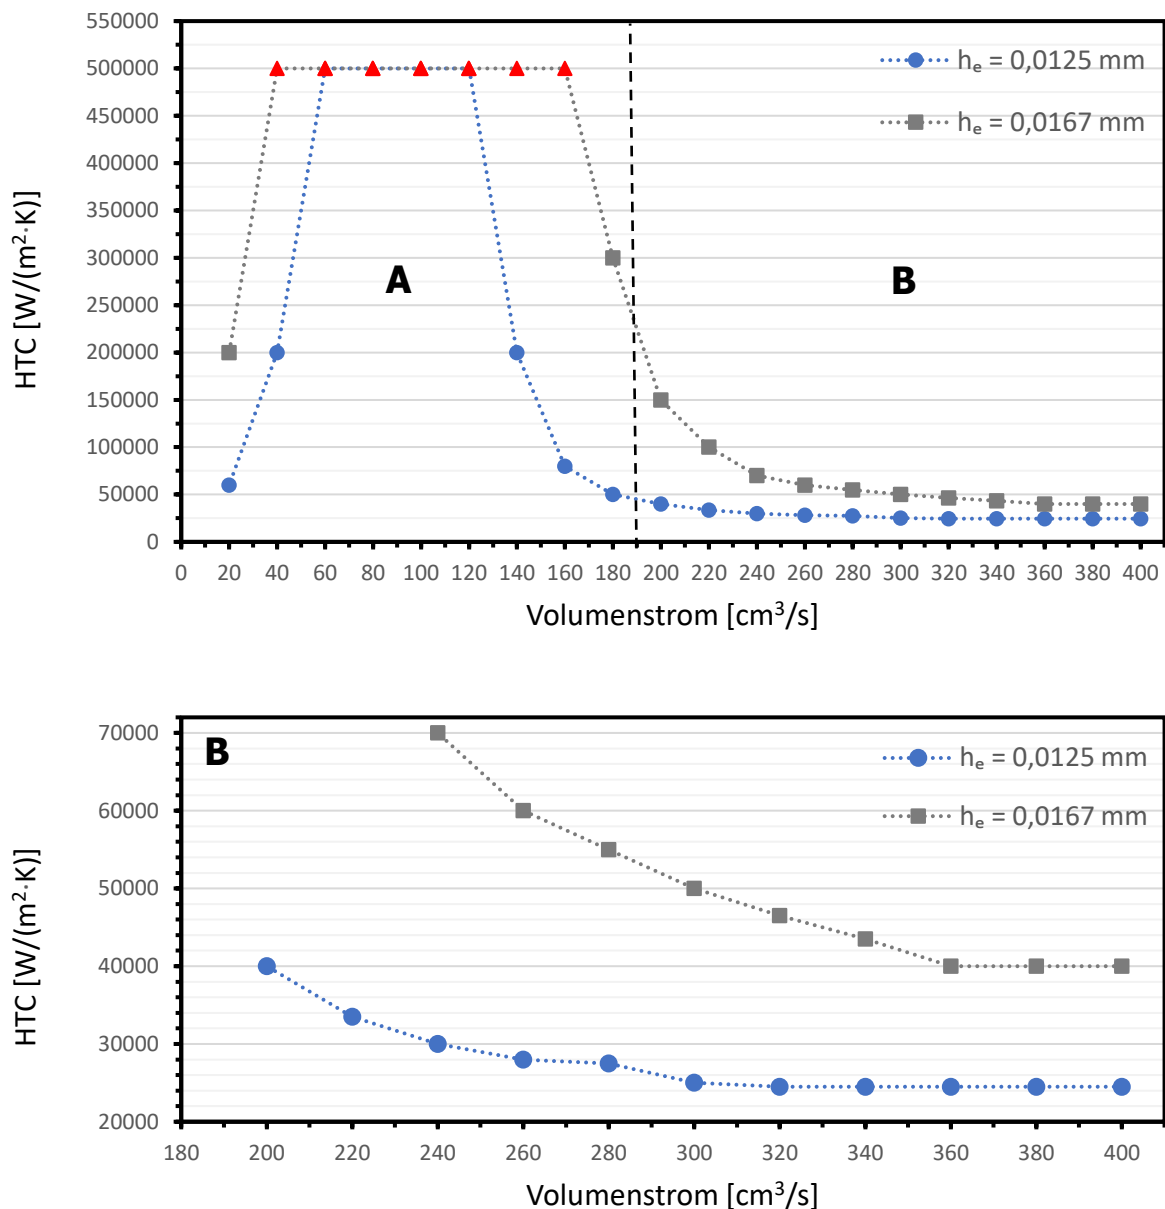 550000
500000
450000
400000
350000
300000
250000
200000
150000
100000
50000
0
HTC [W/(m²·K)]
hₑ = 0,0125 mm
hₑ = 0,0167 mm
A
B
0 20 40 60 80 100 120 140 160 180 200 220 240 260 280 300 320 340 360 380 400
Volumenstrom [cm³/s]
70000
60000
50000
40000
30000
20000
HTC [W/(m²·K)]
B
hₑ = 0,0125 mm
hₑ = 0,0167 mm
180 200 220 240 260 280 300 320 340 360 380 400
Volumenstrom [cm³/s]